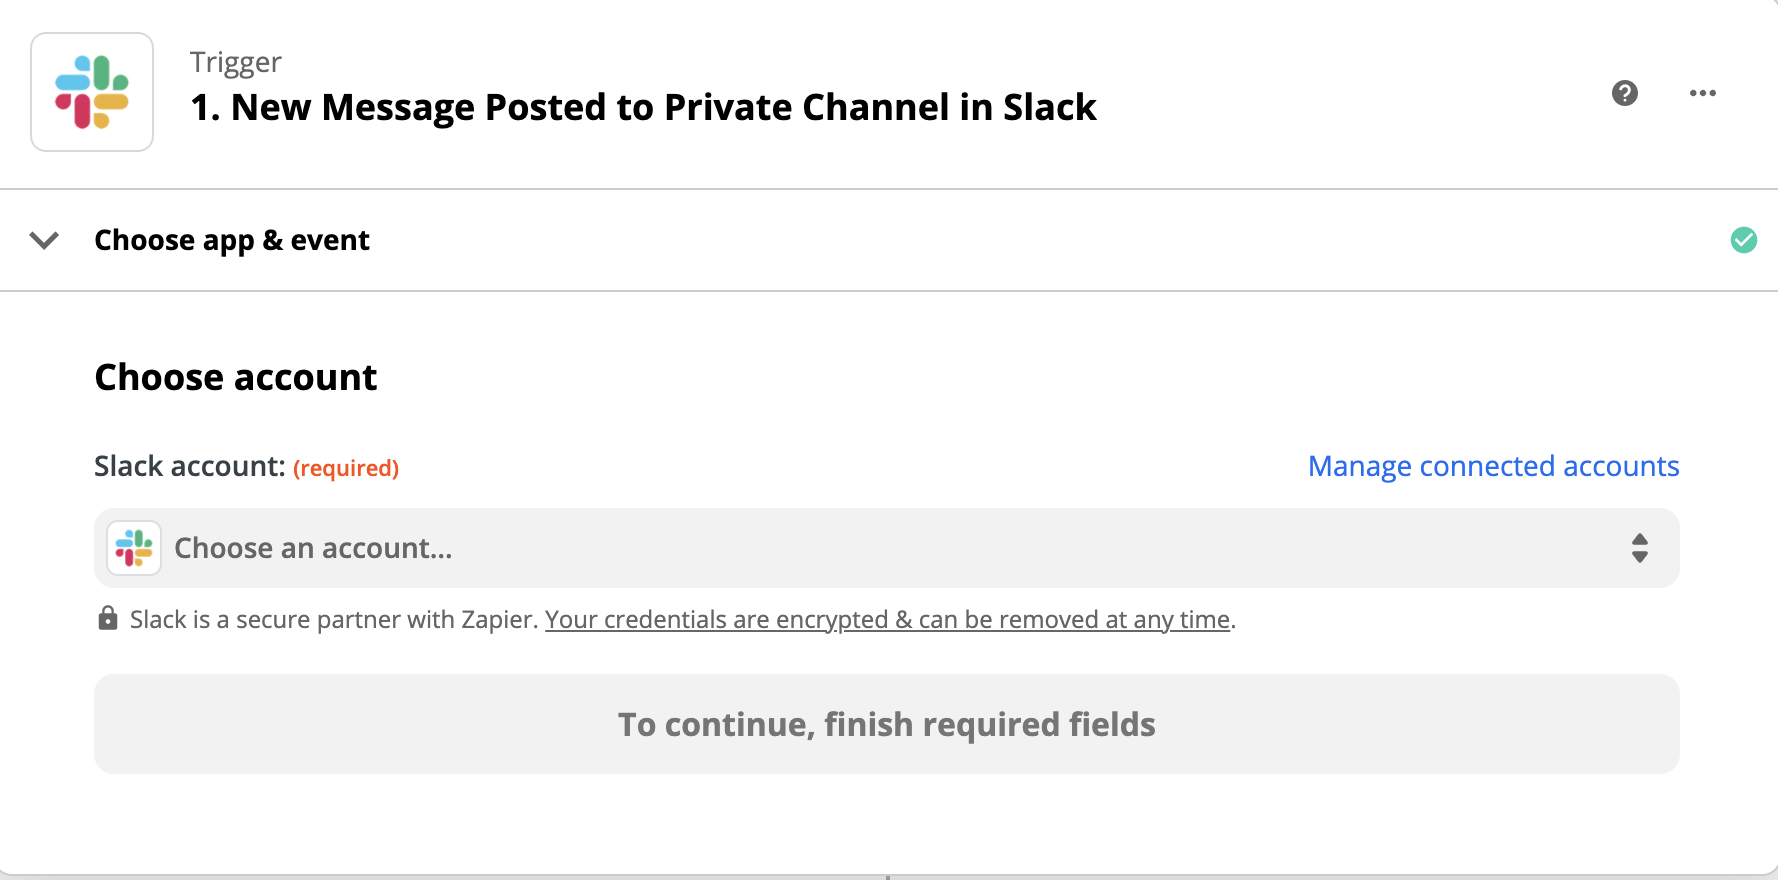 Trigger
1. New Message Posted to Private Channel in Slack
Choose app & event
Choose account
Slack account: (required)
Manage connected accounts
Choose an account...
Slack is a secure partner with Zapier. Your credentials are encrypted & can be removed at any time.
To continue, finish required fields